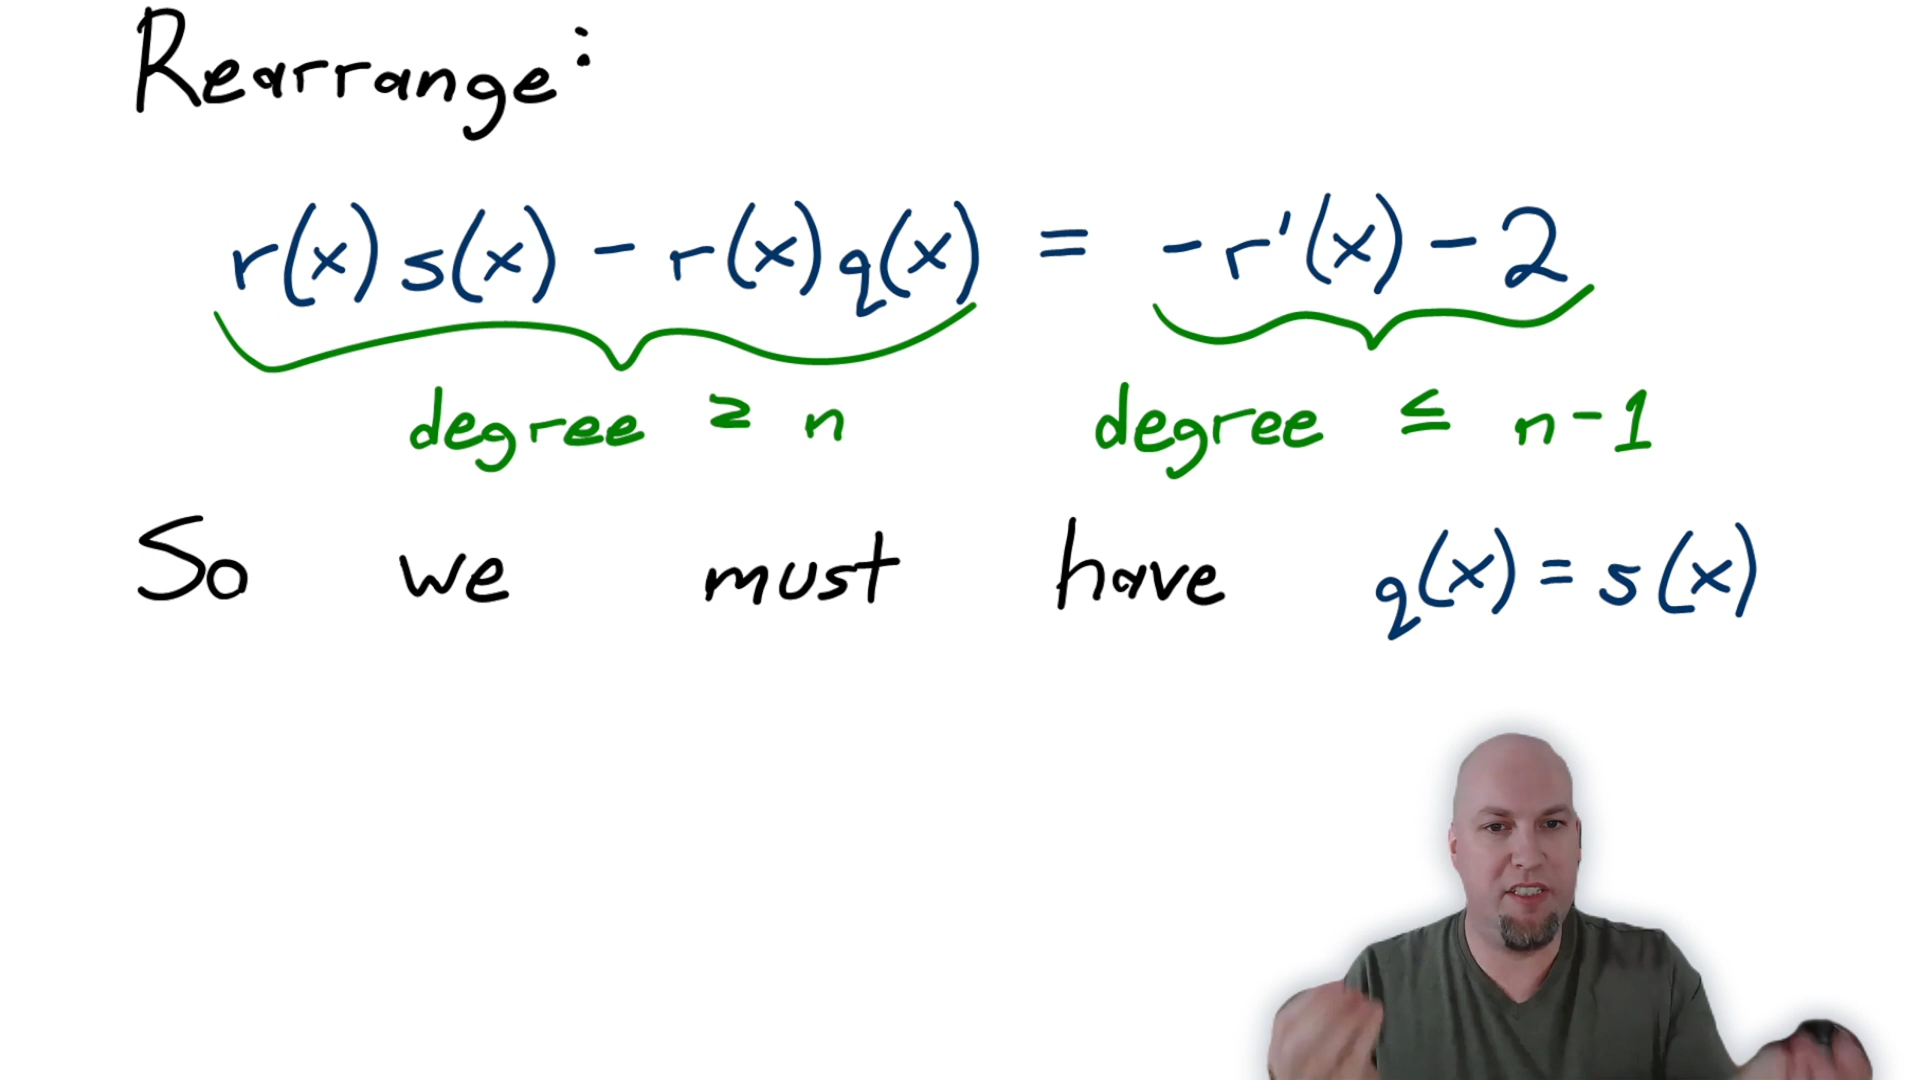 Rearrange:
r(x)s(x) - r(x)q(x) = -r'(x) - 2
degree ≥ n degree ≤ n-1
So we must have q(x) = s(x)